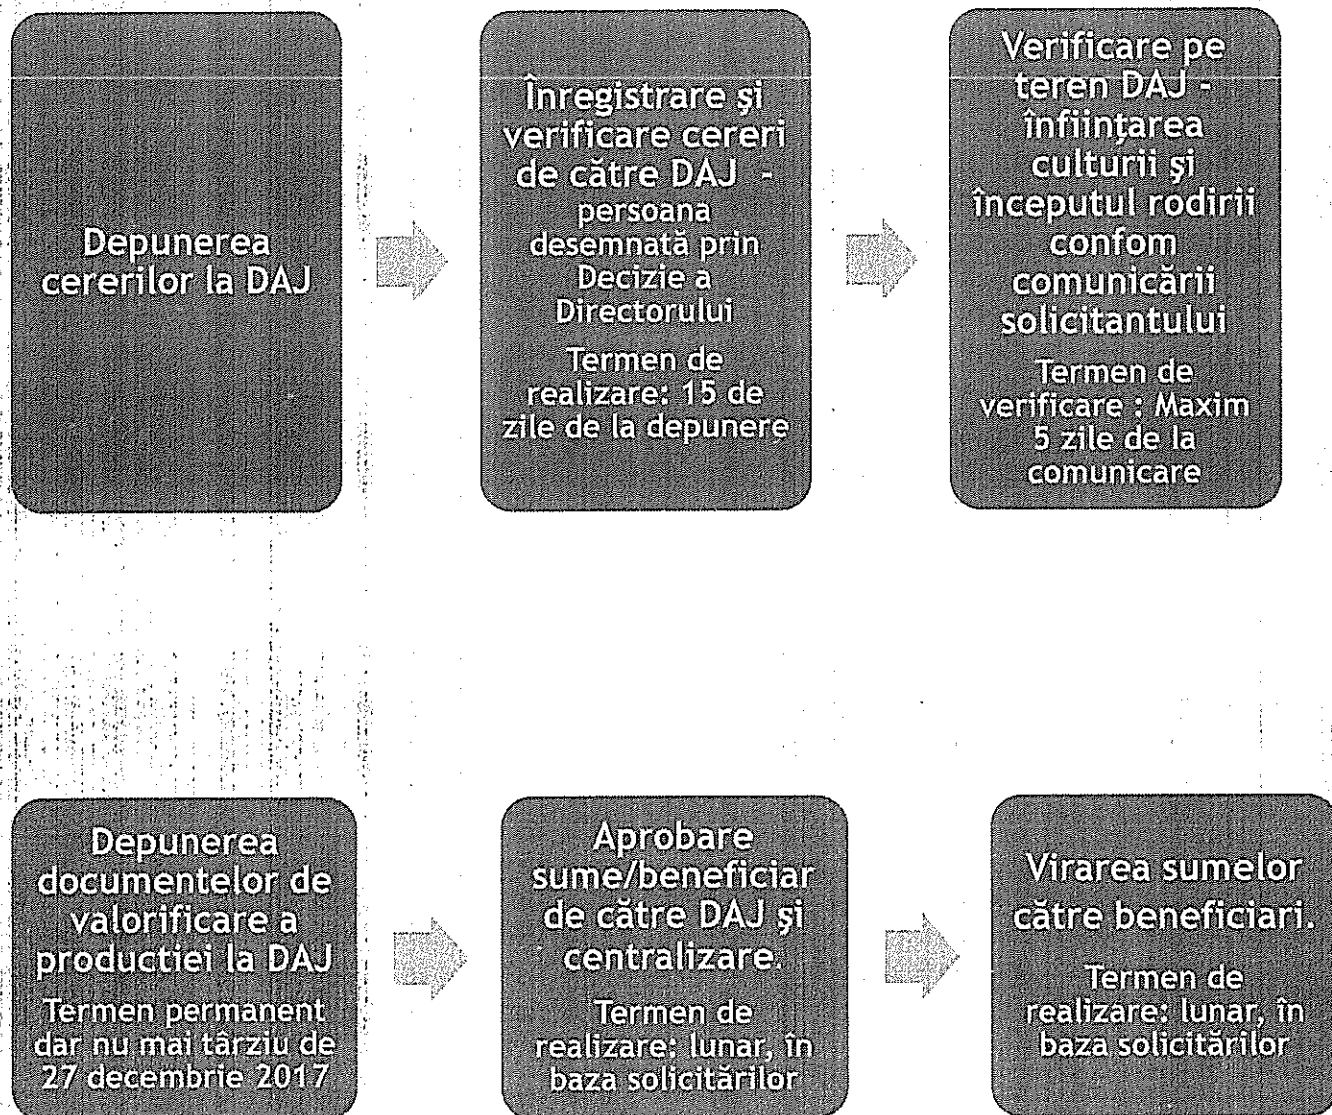 Depunerea
cererilor la DAJ
Înregistrare și
verificare cereri
de către DAJ -
persoana
desemnată prin
Decizie a
Directorului
Termen de
realizare: 15 de
zile de la depunere
Verificare pe
teren DAJ -
înființarea
culturii și
începutul rodirii
confom
comunicării
solicitantului
Termen de
verificare : Maxim
5 zile de la
comunicare
Depunerea
documentelor de
valorificare a
productiei la DAJ
Termen permanent
dar nu mai târziu de
27 decembrie 2017
Aprobare
sume/beneficiar
de către DAJ și
centralizare.
Termen de
realizare: lunar, în
baza solicitărilor
Virarea sumelor
către beneficiari.
Termen de
realizare: lunar, în
baza solicitărilor